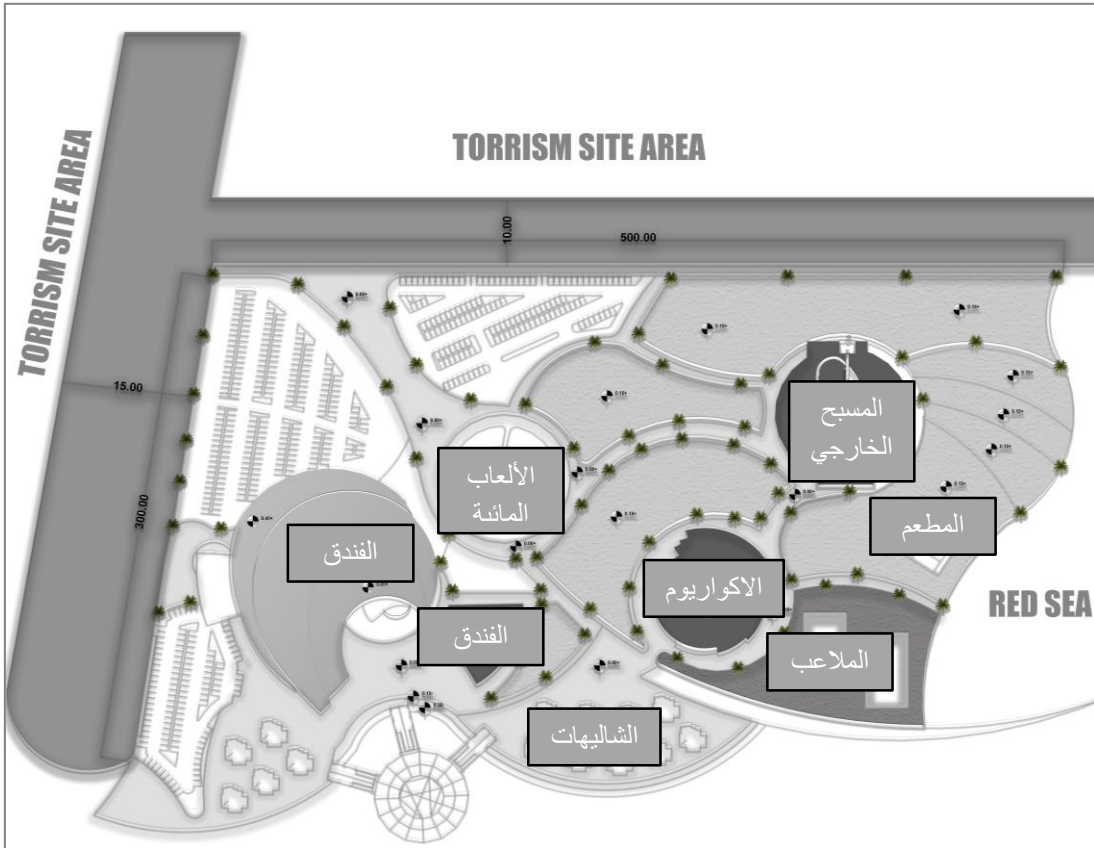 TORRISM SITE AREA
TORRISM SITE AREA
10.00
500.00
15.00
300.00
المسبح
الخارجي
الألعاب
المائىة
المطعم
الفندق
الاكواريوم
الفندق
الملاعب
RED SEA
الشاليهات